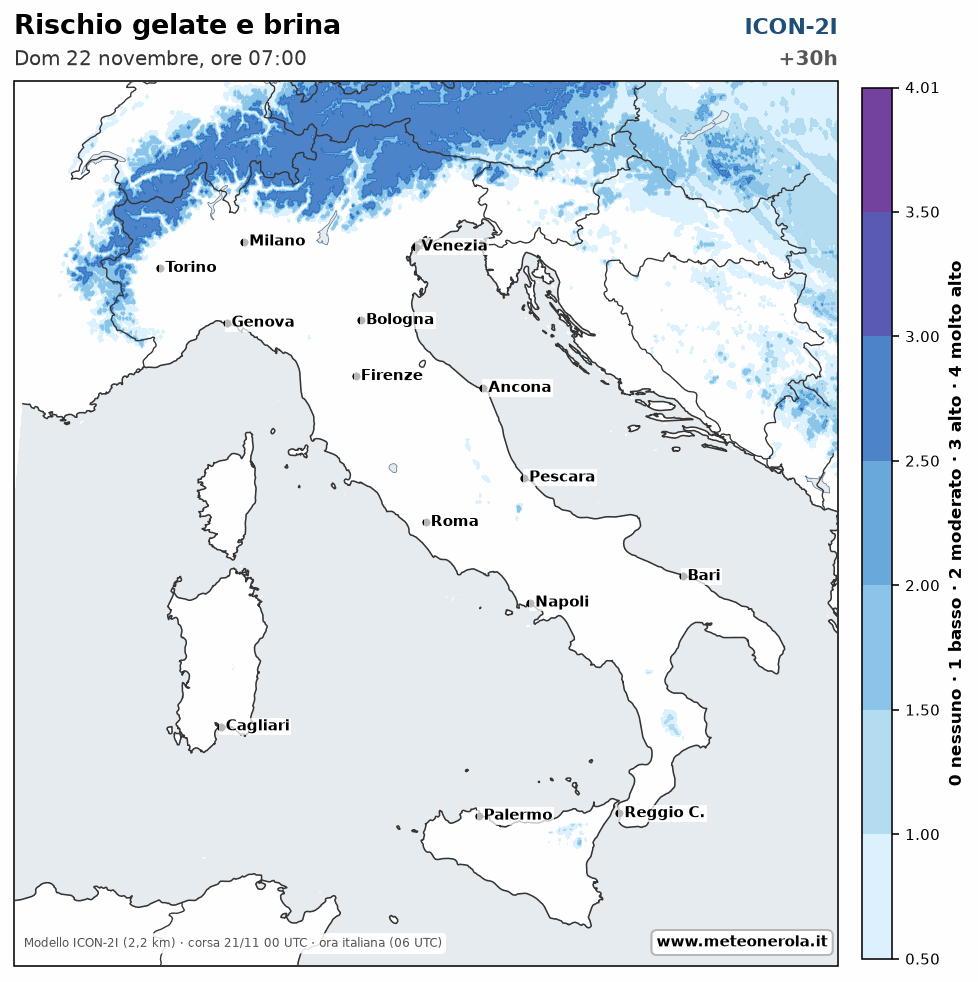 Rischio gelate e brina
ICON-2I
Dom 22 novembre, ore 07:00
+30h
Milano
Venezia
Torino
Genova
Bologna
Firenze
Ancona
Pescara
Roma
Bari
Napoli
Cagliari
Palermo
Reggio C.
Modello ICON-2I (2,2 km) · corsa 21/11 00 UTC · ora italiana (06 UTC)
www.meteonerola.it
4.01
3.50
3.00
2.50
2.00
1.50
1.00
0.50
0 nessuno · 1 basso · 2 moderato · 3 alto · 4 molto alto